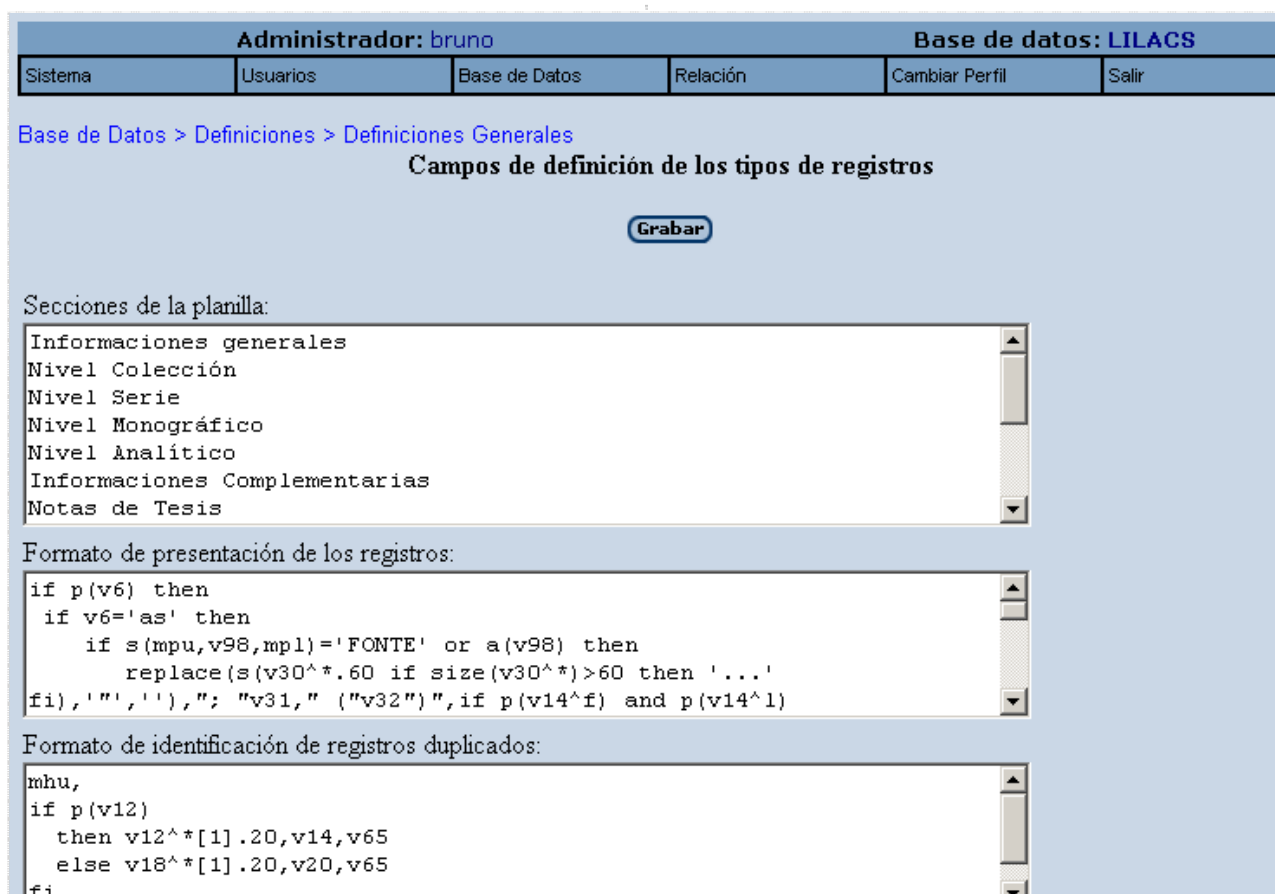 Administrador: bruno Base de datos: LILACS
Sistema Usuarios Base de Datos Relación Cambiar Perfil Salir
Base de Datos > Definiciones > Definiciones Generales
Campos de definición de los tipos de registros
Grabar
Secciones de la planilla:
Informaciones generales
Nivel Colección
Nivel Serie
Nivel Monográfico
Nivel Analítico
Informaciones Complementarias
Notas de Tesis
Formato de presentación de los registros:
if p(v6) then
if v6='as' then
if s(mpu,v98,mpl)='FONTE' or a(v98) then
replace(s(v30^*.60 if size(v30^*)>60 then '...'
fi),'"',''),"; "v31," ("v32")",if p(v14^f) and p(v14^l)
Formato de identificación de registros duplicados:
mhu,
if p(v12)
then v12^*[1].20,v14,v65
else v18^*[1].20,v20,v65
fi